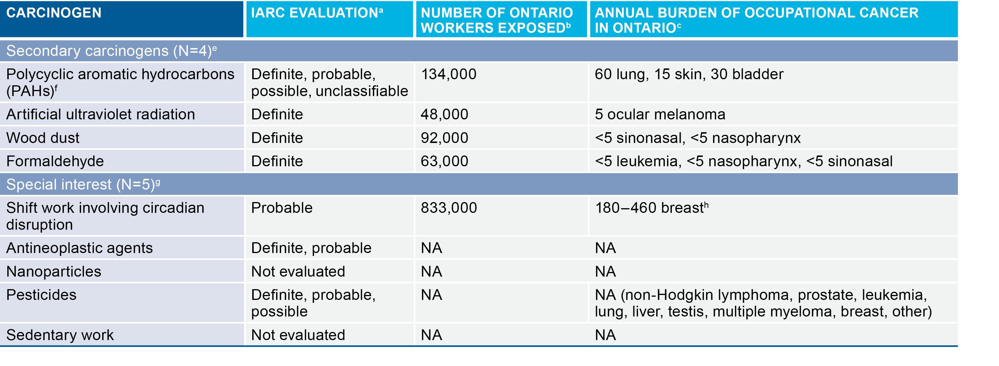 CARCINOGEN IARC EVALUATIONᵃ NUMBER OF ONTARIO ANNUAL BURDEN OF OCCUPATIONAL CANCER
WORKERS EXPOSEDᵇ IN ONTARIOᶜ
Secondary carcinogens (N=4)ᵉ
Polycyclic aromatic hydrocarbons Definite, probable, 134,000 60 lung, 15 skin, 30 bladder
(PAHs)ᶠ possible, unclassifiable
Artificial ultraviolet radiation Definite 48,000 5 ocular melanoma
Wood dust Definite 92,000 <5 sinonasal, <5 nasopharynx
Formaldehyde Definite 63,000 <5 leukemia, <5 nasopharynx, <5 sinonasal
Special interest (N=5)ᵍ
Shift work involving circadian Probable 833,000 180–460 breastʰ
disruption
Antineoplastic agents Definite, probable NA NA
Nanoparticles Not evaluated NA NA
Pesticides Definite, probable, NA NA (non-Hodgkin lymphoma, prostate, leukemia,
possible lung, liver, testis, multiple myeloma, breast, other)
Sedentary work Not evaluated NA NA